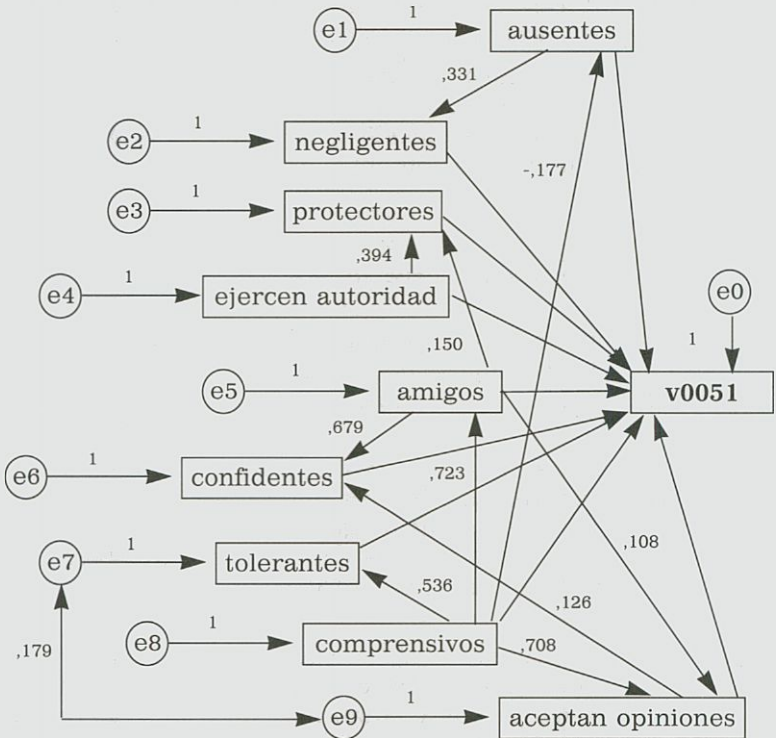 e1
1
ausentes
,331
e2
1
negligentes
-,177
e3
1
protectores
,394
e4
1
ejercen autoridad
e0
1
,150
e5
1
amigos
v0051
,679
e6
1
confidentes
,723
e7
1
tolerantes
,108
,536
,126
e8
1
comprensivos
,708
,179
e9
1
aceptan opiniones